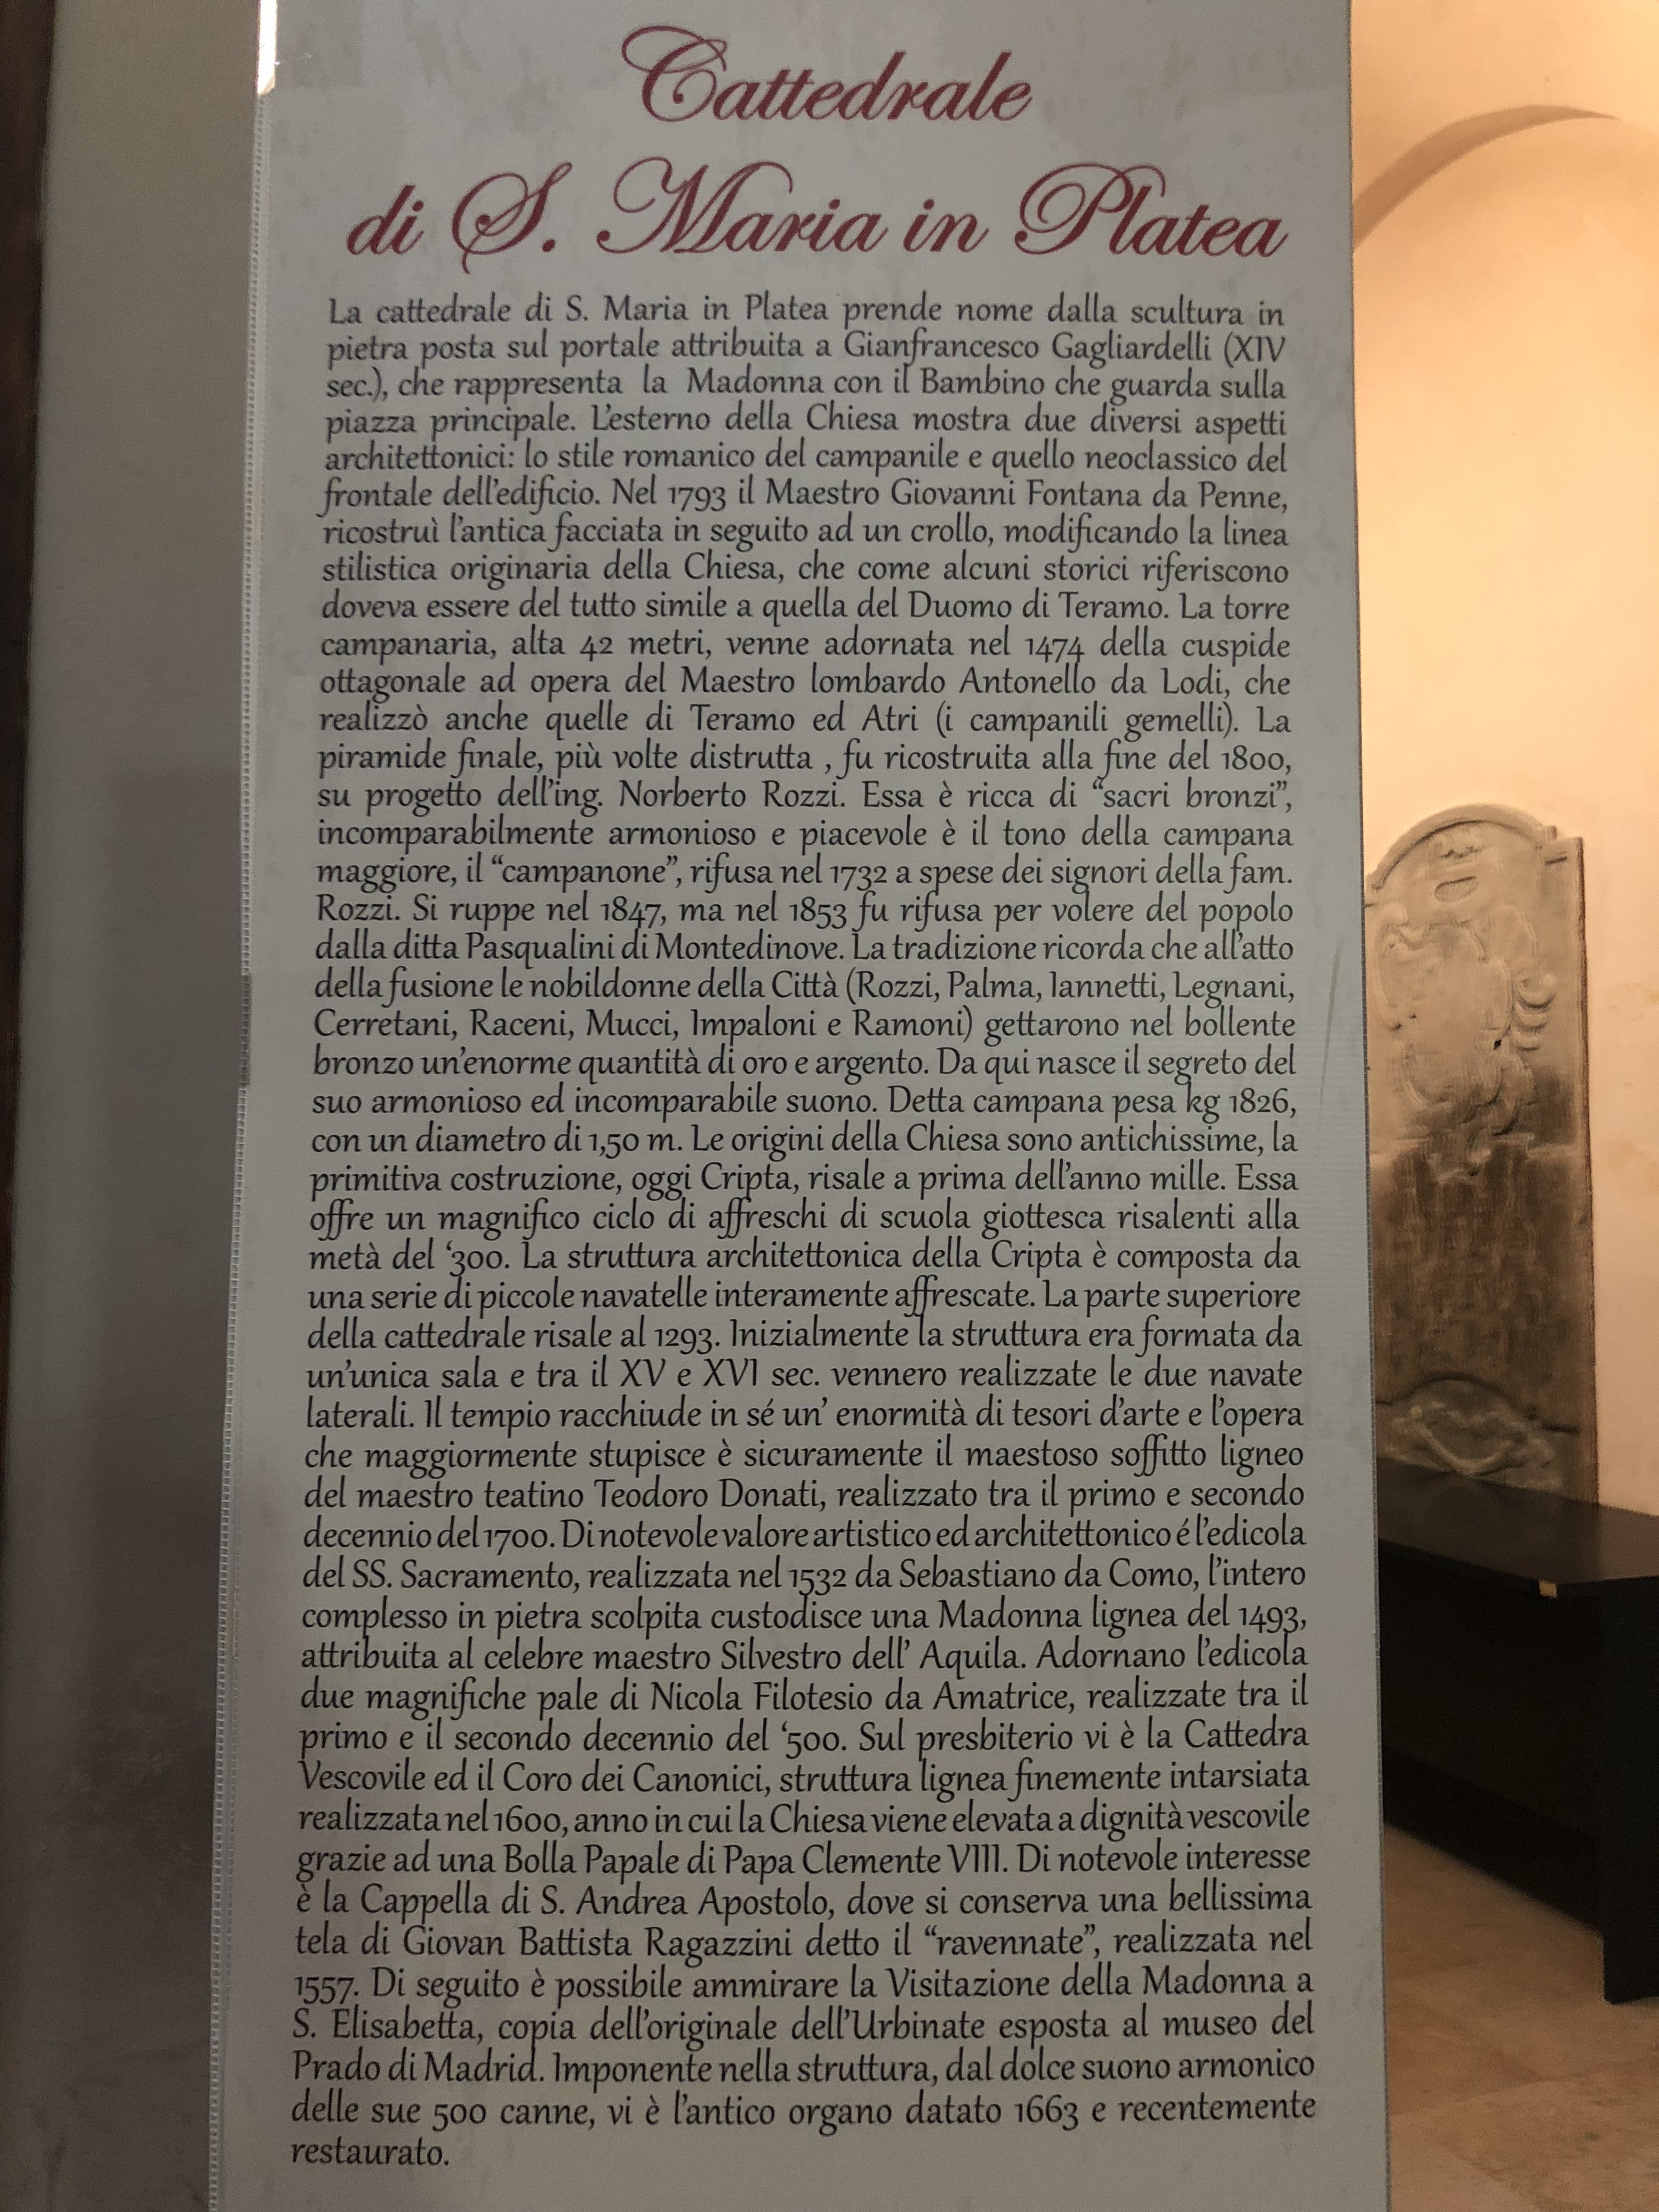 Cattedrale
di S. Maria in Platea
La cattedrale di S. Maria in Platea prende nome dalla scultura in
pietra posta sul portale attribuita a Gianfrancesco Gagliardelli (XIV
sec.), che rappresenta la Madonna con il Bambino che guarda sulla
piazza principale. L'esterno della Chiesa mostra due diversi aspetti
architettonici: lo stile romanico del campanile e quello neoclassico del
frontale dell'edificio. Nel 1793 il Maestro Giovanni Fontana da Penne,
ricostruì l'antica facciata in seguito ad un crollo, modificando la linea
stilistica originaria della Chiesa, che come alcuni storici riferiscono
doveva essere del tutto simile a quella del Duomo di Teramo. La torre
campanaria, alta 42 metri, venne adornata nel 1474 della cuspide
ottagonale ad opera del Maestro lombardo Antonello da Lodi, che
realizzò anche quelle di Teramo ed Atri (i campanili gemelli). La
piramide finale, più volte distrutta , fu ricostruita alla fine del 1800,
su progetto dell'ing. Norberto Rozzi. Essa è ricca di “sacri bronzi”,
incomparabilmente armonioso e piacevole è il tono della campana
maggiore, il “campanone”, rifusa nel 1732 a spese dei signori della fam.
Rozzi. Si ruppe nel 1847, ma nel 1853 fu rifusa per volere del popolo
dalla ditta Pasqualini di Montedinove. La tradizione ricorda che all'atto
della fusione le nobildonne della Città (Rozzi, Palma, Iannetti, Legnani,
Cerretani, Raceni, Mucci, Impaloni e Ramoni) gettarono nel bollente
bronzo un'enorme quantità di oro e argento. Da qui nasce il segreto del
suo armonioso ed incomparabile suono. Detta campana pesa kg 1826,
con un diametro di 1,50 m. Le origini della Chiesa sono antichissime, la
primitiva costruzione, oggi Cripta, risale a prima dell'anno mille. Essa
offre un magnifico ciclo di affreschi di scuola giottesca risalenti alla
metà del ‘300. La struttura architettonica della Cripta è composta da
una serie di piccole navatelle interamente affrescate. La parte superiore
della cattedrale risale al 1293. Inizialmente la struttura era formata da
un'unica sala e tra il XV e XVI sec. vennero realizzate le due navate
laterali. Il tempio racchiude in sé un' enormità di tesori d'arte e l'opera
che maggiormente stupisce è sicuramente il maestoso soffitto ligneo
del maestro teatino Teodoro Donati, realizzato tra il primo e secondo
decennio del 1700. Di notevole valore artistico ed architettonico é l'edicola
del SS. Sacramento, realizzata nel 1532 da Sebastiano da Como, l'intero
complesso in pietra scolpita custodisce una Madonna lignea del 1493,
attribuita al celebre maestro Silvestro dell' Aquila. Adornano l'edicola
due magnifiche pale di Nicola Filotesio da Amatrice, realizzate tra il
primo e il secondo decennio del ‘500. Sul presbiterio vi è la Cattedra
Vescovile ed il Coro dei Canonici, struttura lignea finemente intarsiata
realizzata nel 1600, anno in cui la Chiesa viene elevata a dignità vescovile
grazie ad una Bolla Papale di Papa Clemente VIII. Di notevole interesse
è la Cappella di S. Andrea Apostolo, dove si conserva una bellissima
tela di Giovan Battista Ragazzini detto il “ravennate”, realizzata nel
1557. Di seguito è possibile ammirare la Visitazione della Madonna a
S. Elisabetta, copia dell'originale dell'Urbinate esposta al museo del
Prado di Madrid. Imponente nella struttura, dal dolce suono armonico
delle sue 500 canne, vi è l'antico organo datato 1663 e recentemente
restaurato.